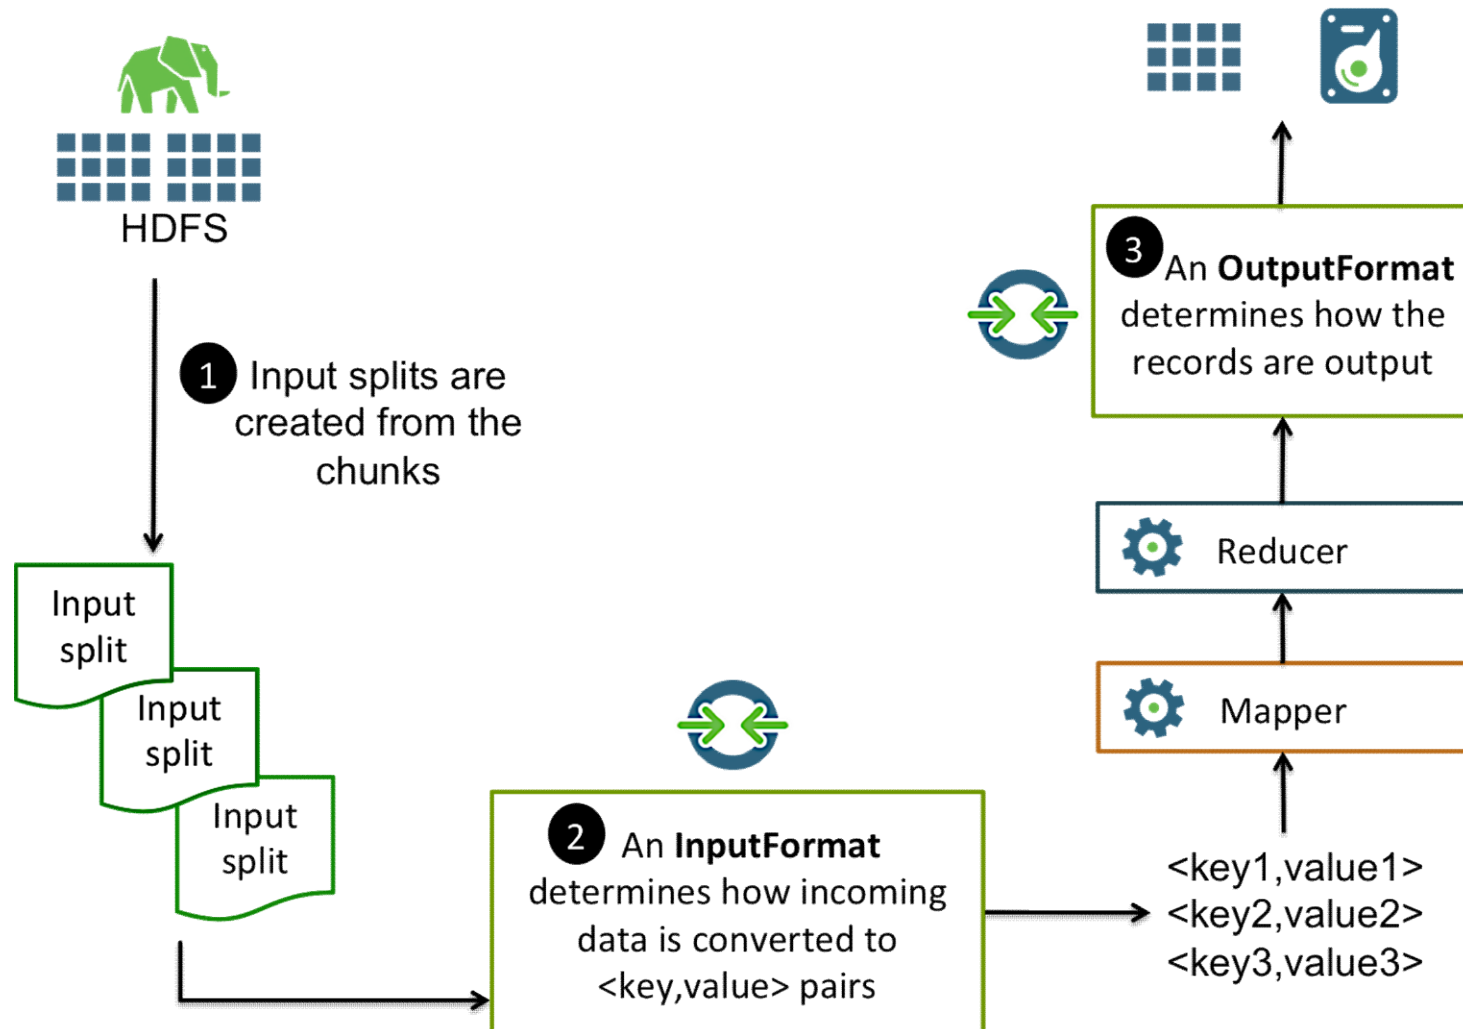 HDFS
1 Input splits are
created from the
chunks
Input
split
Input
split
Input
split
2 An InputFormat
determines how incoming
data is converted to
<key,value> pairs
<key1,value1>
<key2,value2>
<key3,value3>
Mapper
Reducer
3 An OutputFormat
determines how the
records are output